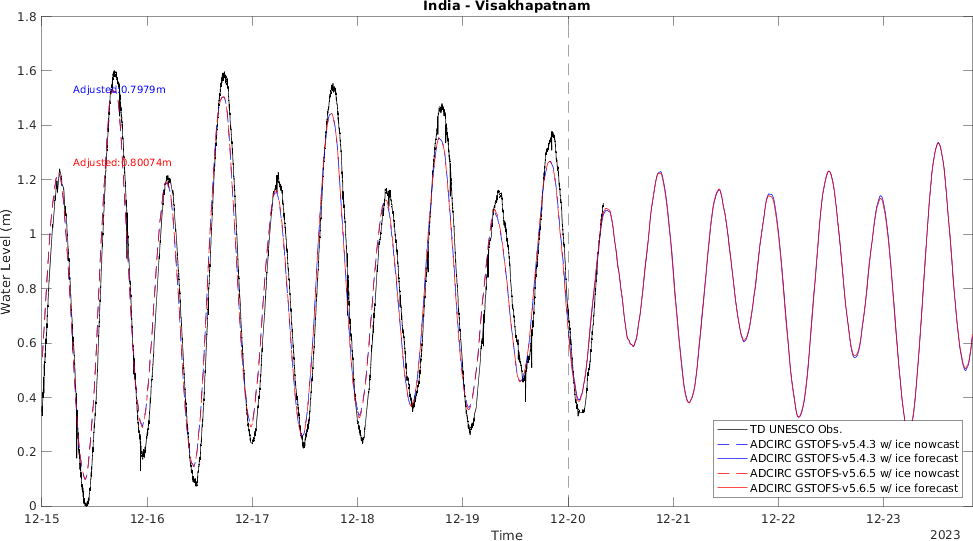 India - Visakhapatnam
1.8
1.6
1.4
1.2
1
0.8
0.6
0.4
0.2
0
Water Level (m)
Adjusted:0.7979m
Adjusted:0.80074m
TD UNESCO Obs.
ADCIRC GSTOFS-v5.4.3 w/ ice nowcast
ADCIRC GSTOFS-v5.4.3 w/ ice forecast
ADCIRC GSTOFS-v5.6.5 w/ ice nowcast
ADCIRC GSTOFS-v5.6.5 w/ ice forecast
12-15 12-16 12-17 12-18 12-19 12-20 12-21 12-22 12-23
Time
2023